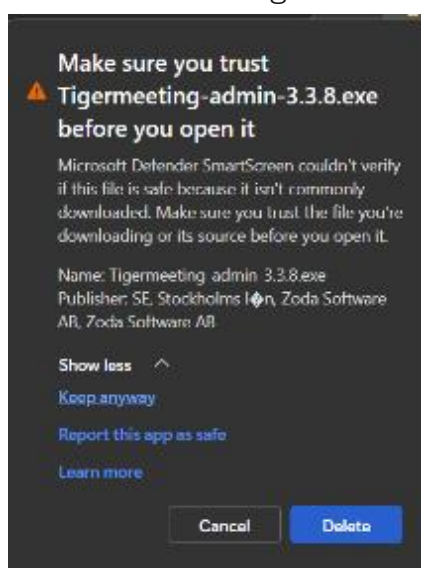 Make sure you trust
Tigermeeting-admin-3.3.8.exe
before you open it
Microsoft Defender SmartScreen couldn't verify
if this file is safe because it isn't commonly
downloaded. Make sure you trust the file you're
downloading or its source before you open it.
Name: Tigermeeting admin 3.3.8.exe
Publisher: SE, Stockholms l�n, Zoda Software
AB, Zoda Software AB
Show less
Keep anyway
Report this app as safe
Learn more
Cancel Delete